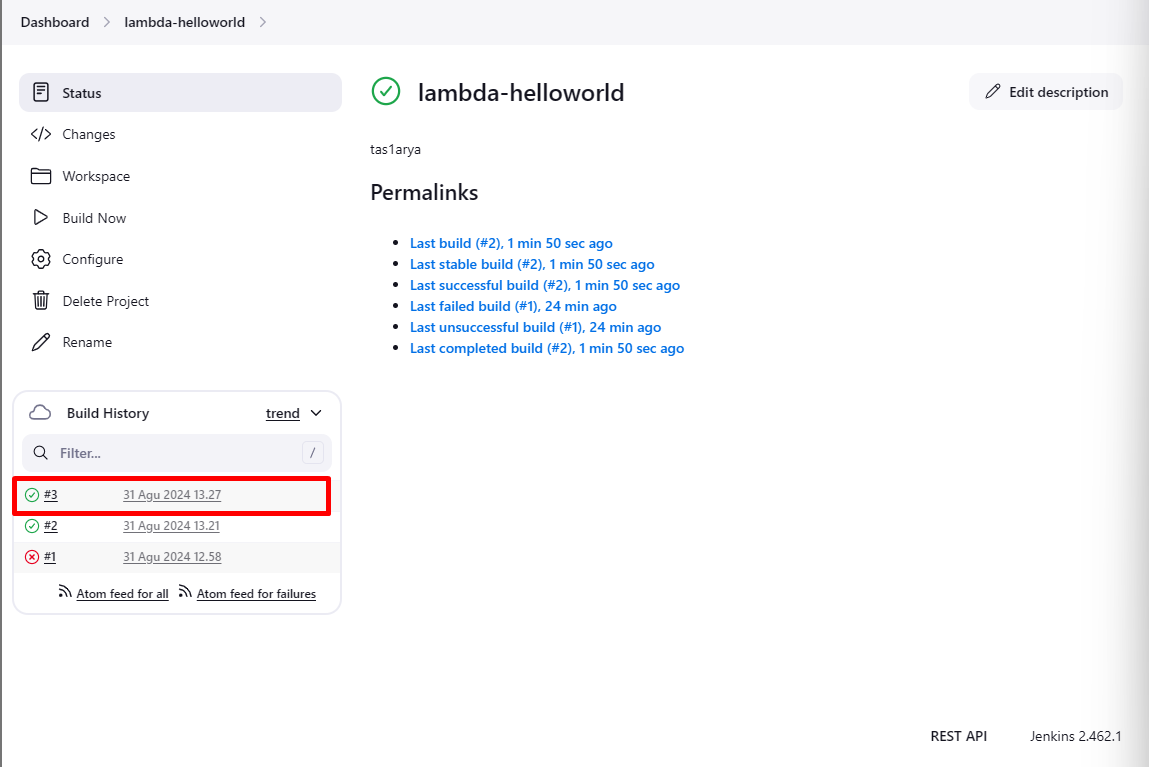 Dashboard > lambda-helloworld >
Status
lambda-helloworld
Edit description
Changes
tas1arya
Workspace
Permalinks
Build Now
Last build (#2), 1 min 50 sec ago
Configure
Last stable build (#2), 1 min 50 sec ago
Last successful build (#2), 1 min 50 sec ago
Delete Project
Last failed build (#1), 24 min ago
Last unsuccessful build (#1), 24 min ago
Rename
Last completed build (#2), 1 min 50 sec ago
Build History trend
Filter... /
#3 31 Agu 2024 13.27
#2 31 Agu 2024 13.21
#1 31 Agu 2024 12.58
Atom feed for all Atom feed for failures
REST API Jenkins 2.462.1